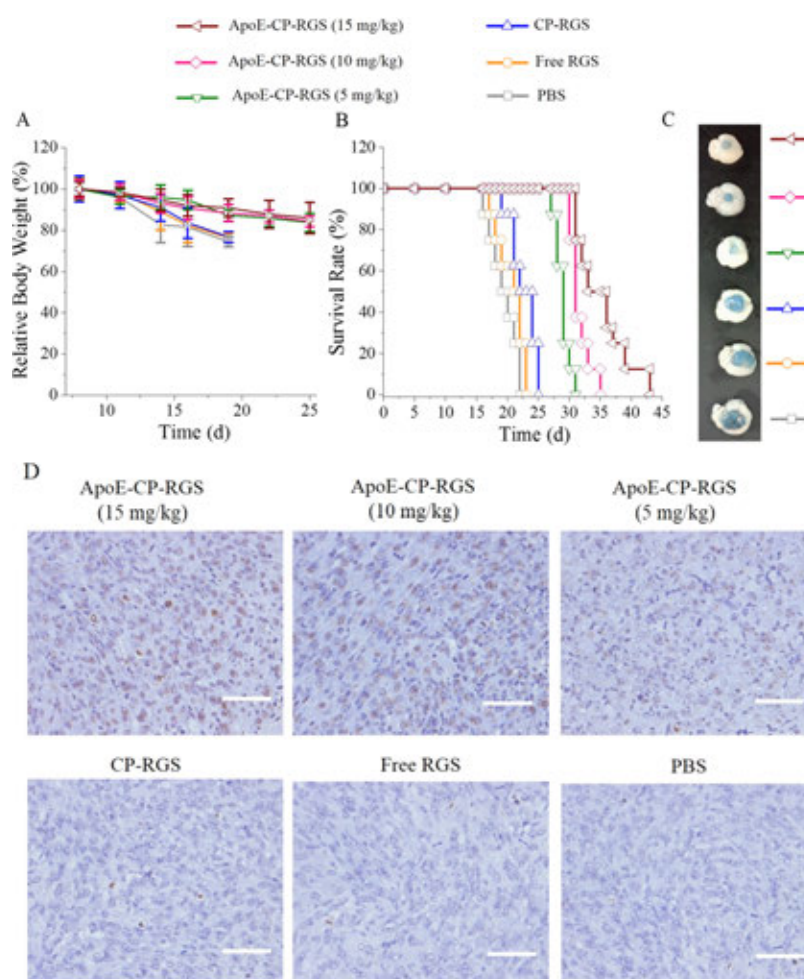 ApoE-CP-RGS (15 mg/kg)
CP-RGS
ApoE-CP-RGS (10 mg/kg)
Free RGS
ApoE-CP-RGS (5 mg/kg)
PBS
A
B
C
Relative Body Weight (%)
120
100
80
60
40
20
0
10
15
20
25
Time (d)
Survival Rate (%)
120
100
80
60
40
20
0
0
5
10
15
20
25
30
35
40
45
Time (d)
D
ApoE-CP-RGS
(15 mg/kg)
ApoE-CP-RGS
(10 mg/kg)
ApoE-CP-RGS
(5 mg/kg)
CP-RGS
Free RGS
PBS